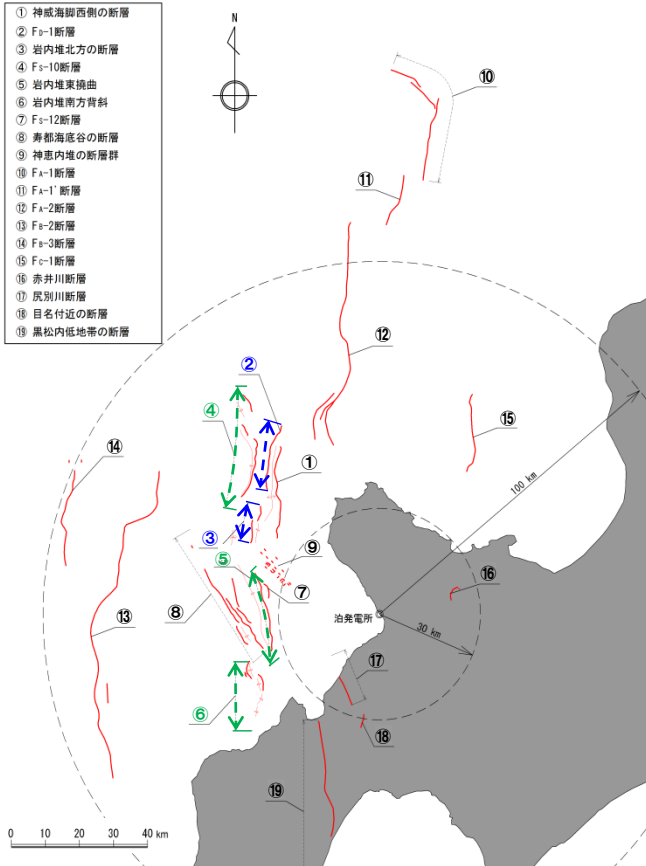 ① 神威海脚西側の断層
② FD-1断層
③ 岩内堆北方の断層
④ FS-10断層
⑤ 岩内堆東撓曲
⑥ 岩内堆南方背斜
⑦ FS-12断層
⑧ 寿都海底谷の断層
⑨ 神恵内堆の断層群
⑩ FA-1断層
⑪ FA-1'断層
⑫ FA-2断層
⑬ FB-2断層
⑭ FB-3断層
⑮ FC-1断層
⑯ 赤井川断層
⑰ 尻別川断層
⑱ 目名付近の断層
⑲ 黒松内低地帯の断層
N
⑩
⑪
⑫
②
④
⑮
⑭
①
100 km
③
⑨
⑤
⑦
⑯
⑧
泊発電所
⑬
30 km
⑰
⑥
⑱
⑲
0 10 20 30 40 km